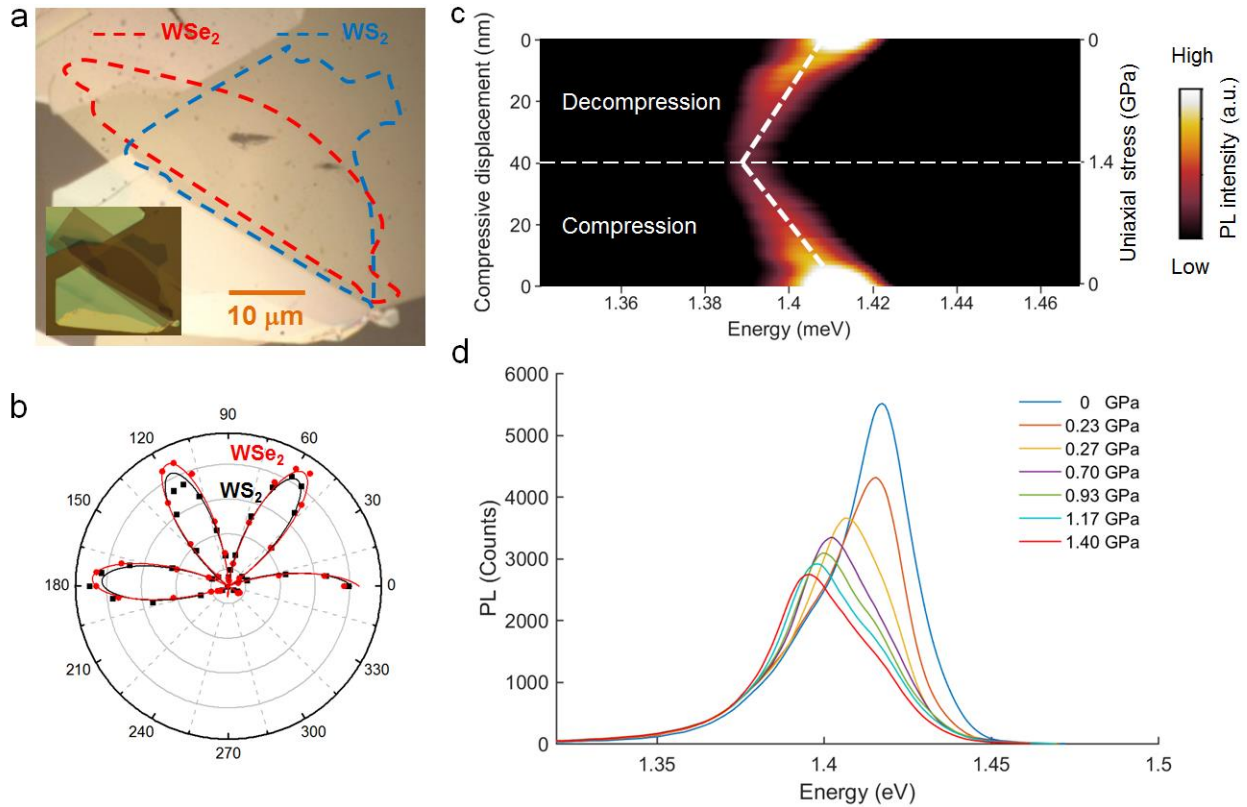 a
WSe2
WS2
10 μm
b
90
120
60
WSe2
WS2
150
30
180
0
210
330
240
300
270
c
Compressive displacement (nm)
0
20
40
20
0
Decompression
Compression
1.36
1.38
1.4
1.42
1.44
1.46
Energy (meV)
0
1.4
0
Uniaxial stress (GPa)
High
Low
PL intensity (a.u.)
d
PL (Counts)
6000
5000
4000
3000
2000
1000
0
1.35
1.4
1.45
1.5
Energy (eV)
0 GPa
0.23 GPa
0.27 GPa
0.70 GPa
0.93 GPa
1.17 GPa
1.40 GPa